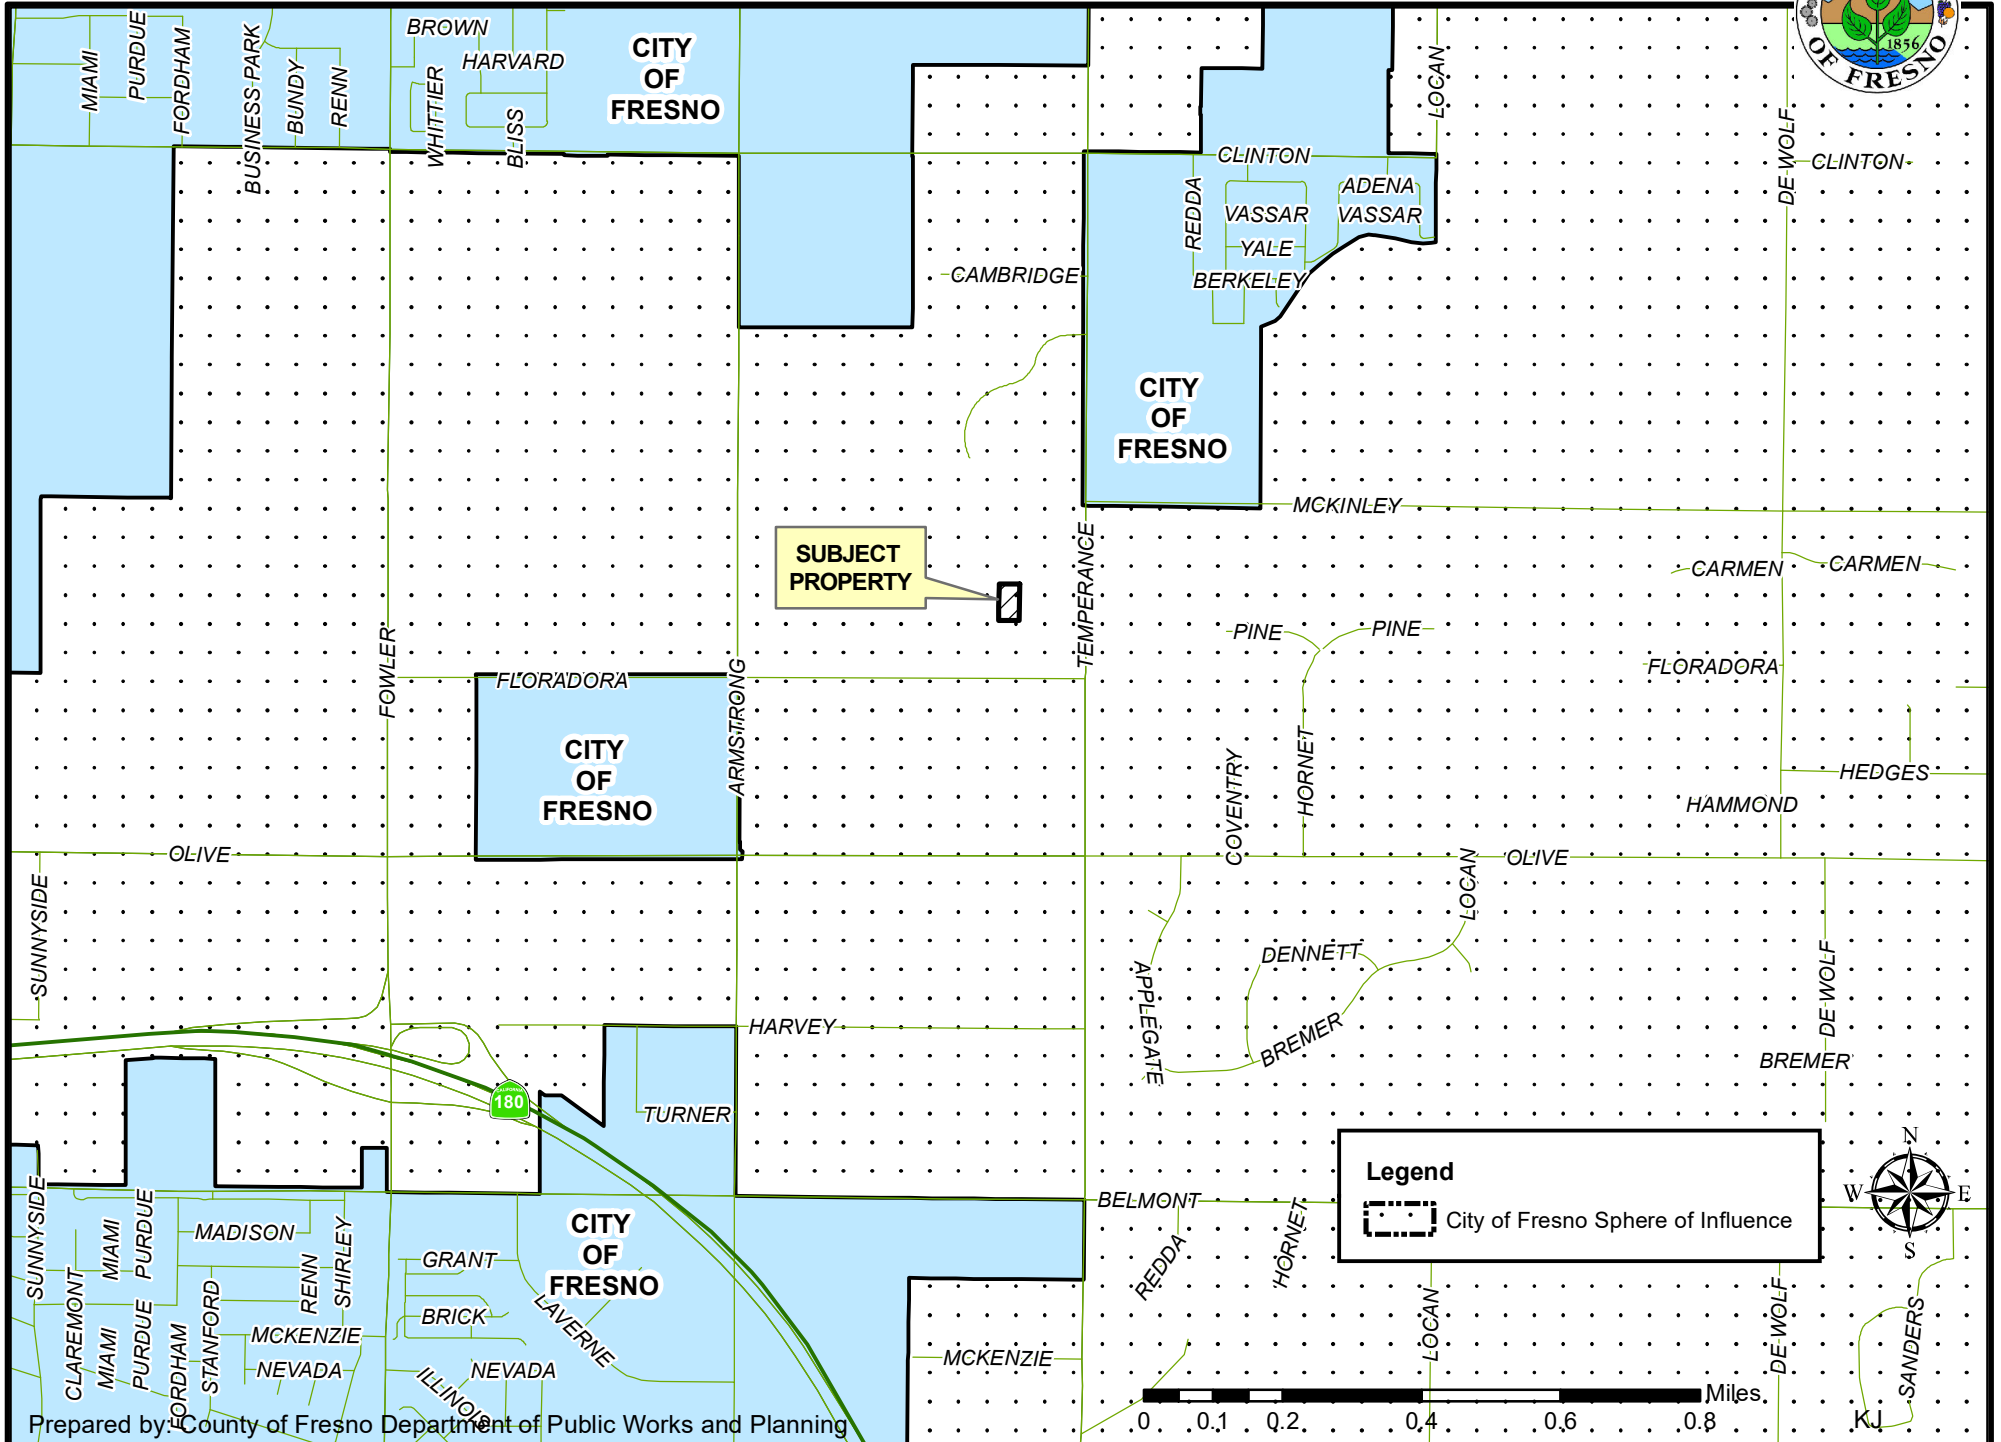 BROWN
HARVARD
CITY
OF
FRESNO
MIAMI
PURDUE
FORDHAM
BUSINESS PARK
BUNDY
RENN
WHITTIER
BLISS
LOCAN
1856
OF FRESNO
DE WOLF
CLINTON
CLINTON
REDDA
ADENA
VASSAR
VASSAR
YALE
BERKELEY
CAMBRIDGE
CITY
OF
FRESNO
MCKINLEY
SUBJECT
PROPERTY
TEMPERANCE
CARMEN
CARMEN
PINE
PINE
FLORADORA
FOWLER
FLORADORA
ARMSTRONG
CITY
OF
FRESNO
COVENTRY
HORNET
HEDGES
HAMMOND
OLIVE
OLIVE
SUNNYSIDE
LOCAN
DENNETT
APPLEGATE
BREMER
DE WOLF
BREMER
HARVEY
CALIFORNIA
180
TURNER
BELMONT
REDDA
HORNET
Legend
City of Fresno Sphere of Influence
N
W
E
S
SUNNYSIDE
MIAMI
PURDUE
MADISON
RENN
SHIRLEY
CITY
OF
FRESNO
GRANT
BRICK
LAVERNE
CLAREMONT
MIAMI
PURDUE
FORDHAM
STANFORD
MCKENZIE
NEVADA
NEVADA
ILLINOIS
MCKENZIE
LOCAN
DE WOLF
SANDERS
Miles
0 0.1 0.2 0.4 0.6 0.8
KJ
Prepared by: County of Fresno Department of Public Works and Planning